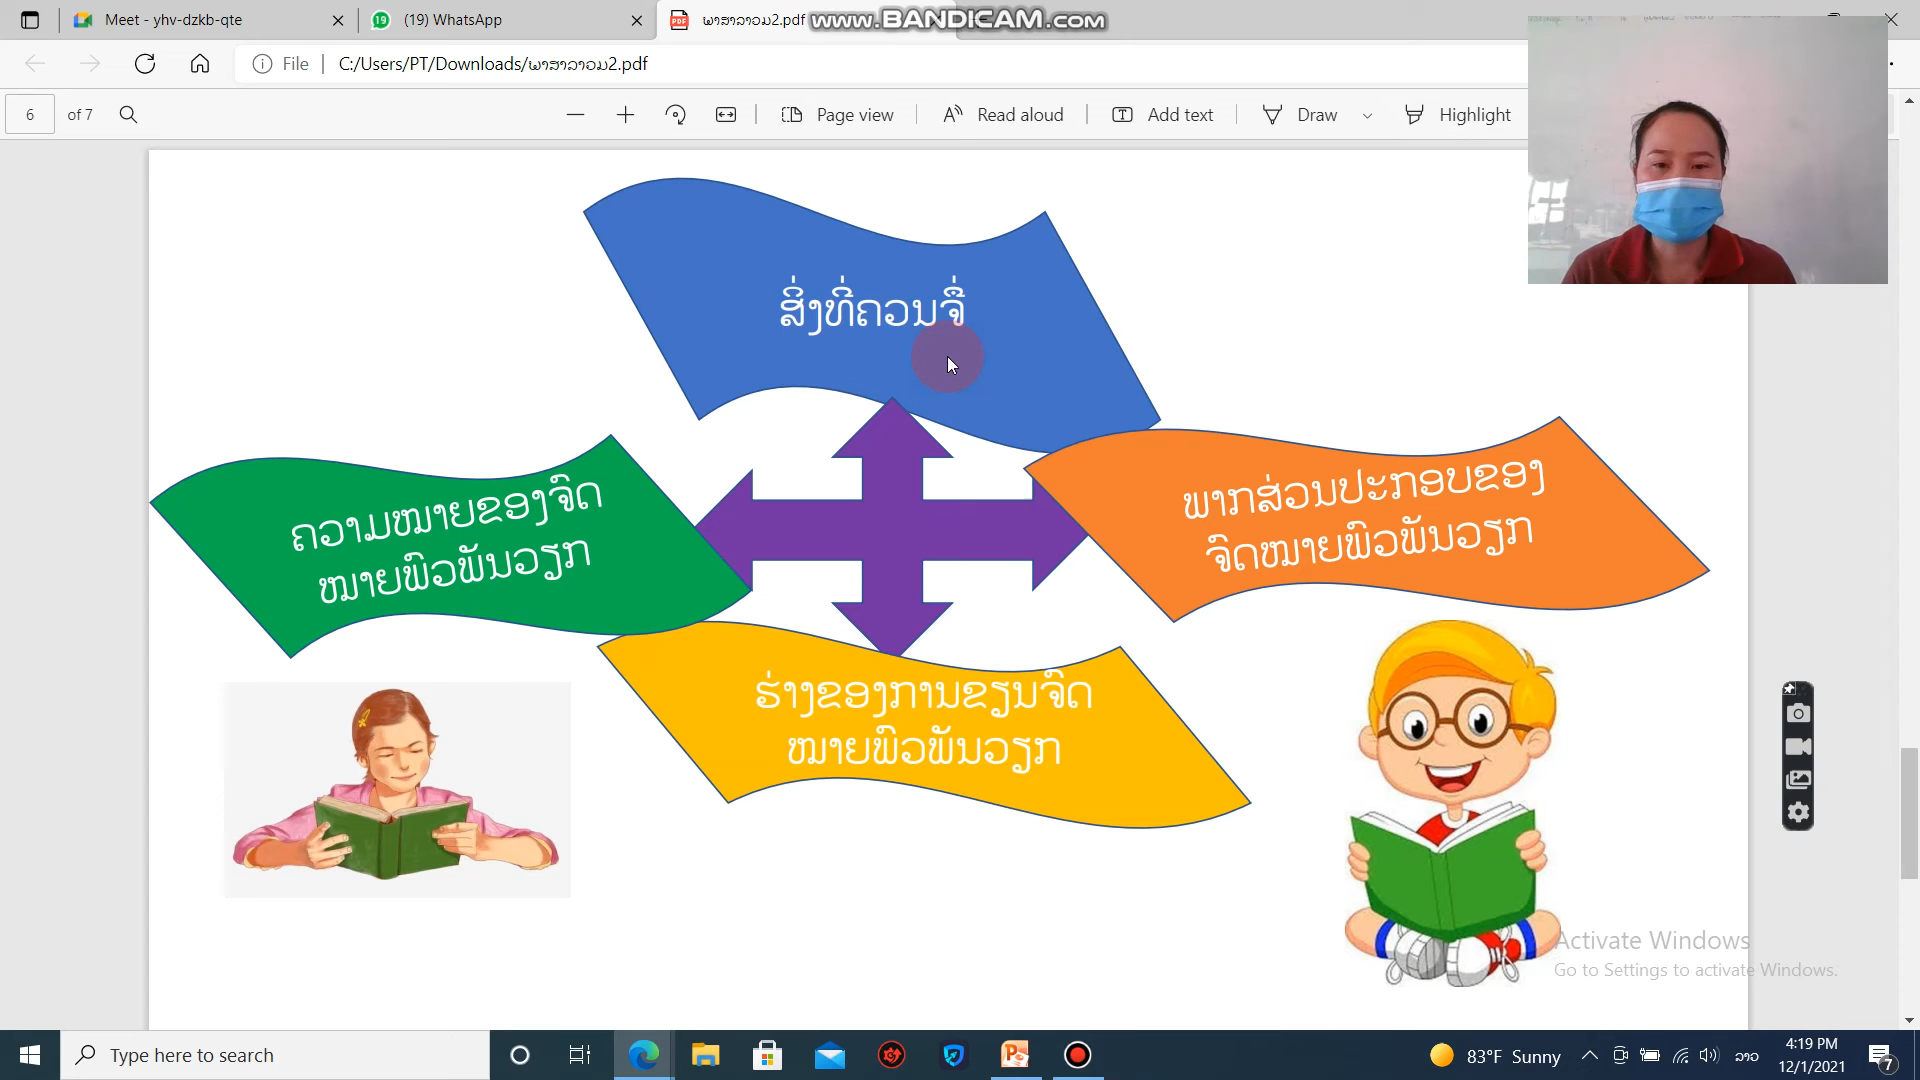 Meet - yhv-dzkb-qte
(19) WhatsApp
ພາສາລາວມ2.pdf
www.BANDICAM.com
File
C:/Users/PT/Downloads/ພາສາລາວມ2.pdf
6 of 7
Page view
Read aloud
Add text
Draw
Highlight
ສິ່ງທີ່ຄວນຈື່
ຄວາມໝາຍຂອງຈົດ
ໝາຍພົວພັນວຽກ
ພາກສ່ວນປະກອບຂອງ
ຈົດໝາຍພົວພັນວຽກ
ຮ່າງຂອງການຂຽນຈົດ
ໝາຍພົວພັນວຽກ
Activate Windows
Go to Settings to activate Windows.
Type here to search
83°F Sunny
ລາວ
4:19 PM
12/1/2021
7